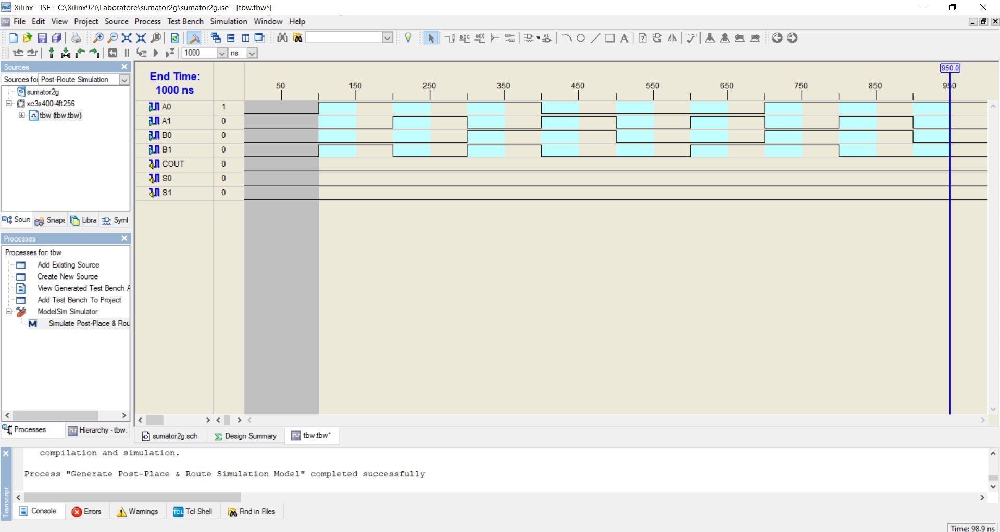 Xilinx - ISE - C:\Xilinx92i\Laboratore\sumator2g\sumator2g.ise - [tbw.tbw*]
File Edit View Project Source Process Test Bench Simulation Window Help
1000 ns
Sources
Sources for Post-Route Simulation
sumator2g
xc3s400-4ft256
tbw (tbw.tbw)
Sour Snaps Libra Syml
Processes
Processes for: tbw
Add Existing Source
Create New Source
View Generated Test Bench A
Add Test Bench To Project
ModelSim Simulator
Simulate Post-Place & Rou
Processes Hierarchy - tbw.
End Time:
1000 ns
950.0
50 150 250 350 450 550 650 750 850 950
A0 1
A1 0
B0 0
B1 0
COUT 0
S0 0
S1 0
sumator2g.sch Design Summary tbw.tbw*
compilation and simulation.
Process "Generate Post-Place & Route Simulation Model" completed successfully
Transcript
Console Errors Warnings TCL Tcl Shell Find in Files
Time: 98.9 ns